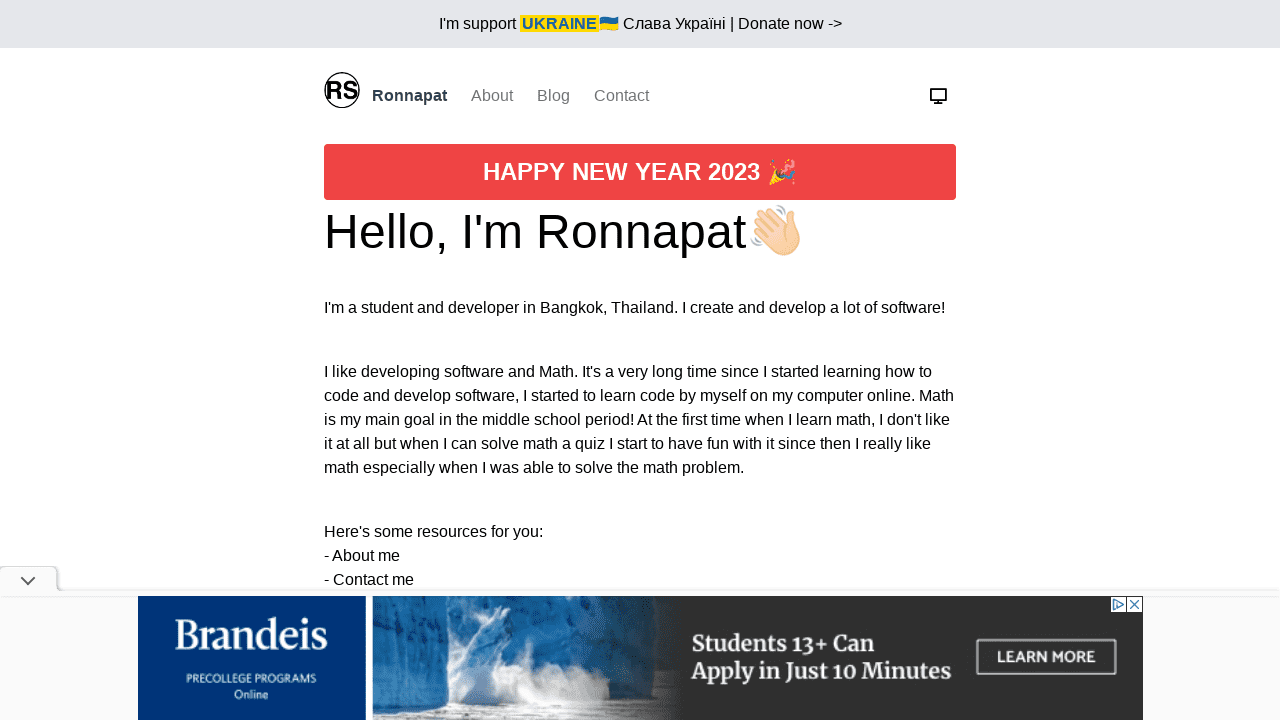 I'm support UKRAINE🇺🇦 Слава Україні | Donate now ->
RS
Ronnapat About Blog Contact
HAPPY NEW YEAR 2023 🎉
Hello, I'm Ronnapat👋🏻
I'm a student and developer in Bangkok, Thailand. I create and develop a lot of software!
I like developing software and Math. It's a very long time since I started learning how to
code and develop software, I started to learn code by myself on my computer online. Math
is my main goal in the middle school period! At the first time when I learn math, I don't like
it at all but when I can solve math a quiz I start to have fun with it since then I really like
math especially when I was able to solve the math problem.
Here's some resources for you:
- About me
- Contact me
Brandeis
PRECOLLEGE PROGRAMS
Online
Students 13+ Can
Apply in Just 10 Minutes
LEARN MORE